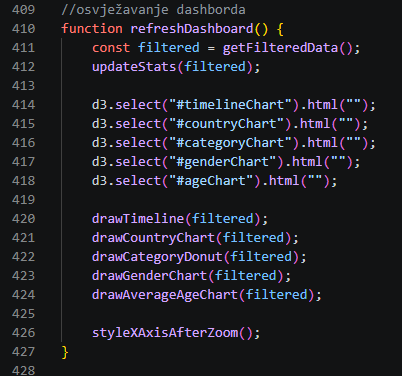 409 //osvježavanje dashborda
410 function refreshDashboard() {
411 const filtered = getFilteredData();
412 updateStats(filtered);
413
414 d3.select("#timelineChart").html("");
415 d3.select("#countryChart").html("");
416 d3.select("#categoryChart").html("");
417 d3.select("#genderChart").html("");
418 d3.select("#ageChart").html("");
419
420 drawTimeline(filtered);
421 drawCountryChart(filtered);
422 drawCategoryDonut(filtered);
423 drawGenderChart(filtered);
424 drawAverageAgeChart(filtered);
425
426 styleXAxisAfterZoom();
427 }
428